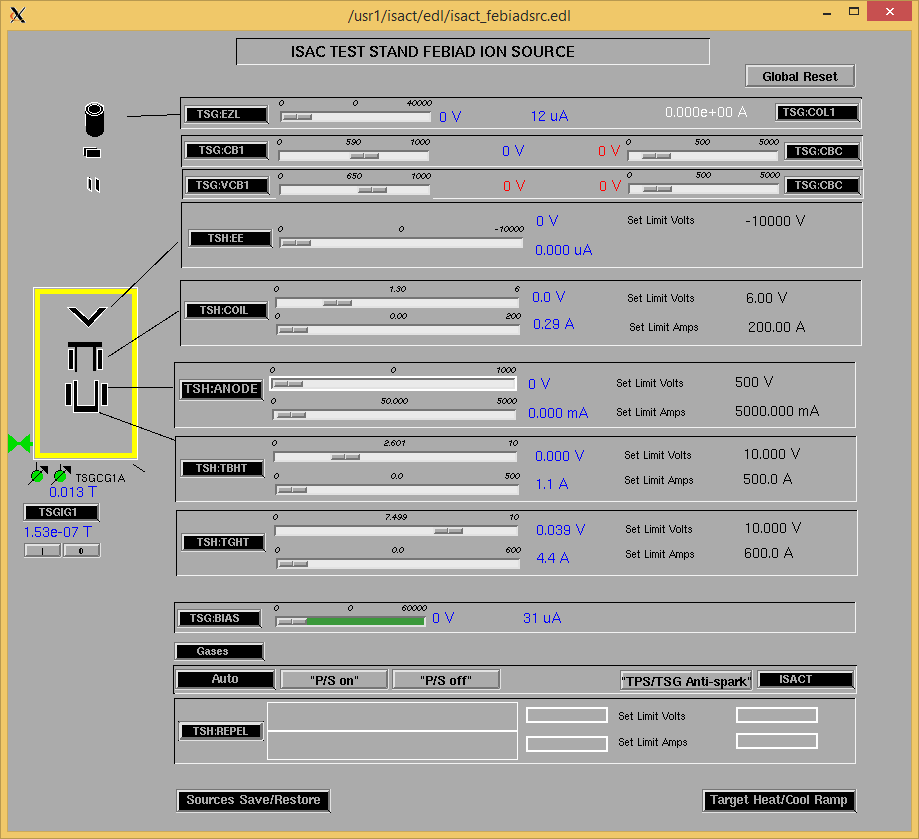 /usr1/isact/edl/isact_febiadsrc.edl
ISAC TEST STAND FEBIAD ION SOURCE
Global Reset
TSG:EZL 0 0 40000 0 V 12 uA 0.000e+00 A TSG:COL1
TSG:CB1 0 590 1000 0 V 0 V 0 500 5000 TSG:CBC
TSG:VCB1 0 650 1000 0 V 0 V 0 500 5000 TSG:CBC
TSH:EE 0 0 -10000 0 V Set Limit Volts -10000 V
0.000 uA
TSH:COIL 0 1.30 6 0.0 V Set Limit Volts 6.00 V
0 0.00 200 0.29 A Set Limit Amps 200.00 A
TSH:ANODE 0 0 1000 0 V Set Limit Volts 500 V
0 50.000 5000 0.000 mA Set Limit Amps 5000.000 mA
TSH:TBHT 0 2.601 10 0.000 V Set Limit Volts 10.000 V
0 0.0 500 1.1 A Set Limit Amps 500.0 A
TSGCG1A
0.013 T
TSGIG1
1.53e-07 T
I 0
TSH:TGHT 0 7.499 10 0.039 V Set Limit Volts 10.000 V
0 0.0 600 4.4 A Set Limit Amps 600.0 A
TSG:BIAS 0 0 60000 0 V 31 uA
Gases
Auto "P/S on" "P/S off" "TPS/TSG Anti-spark" ISACT
TSH:REPEL Set Limit Volts
Set Limit Amps
Sources Save/Restore Target Heat/Cool Ramp